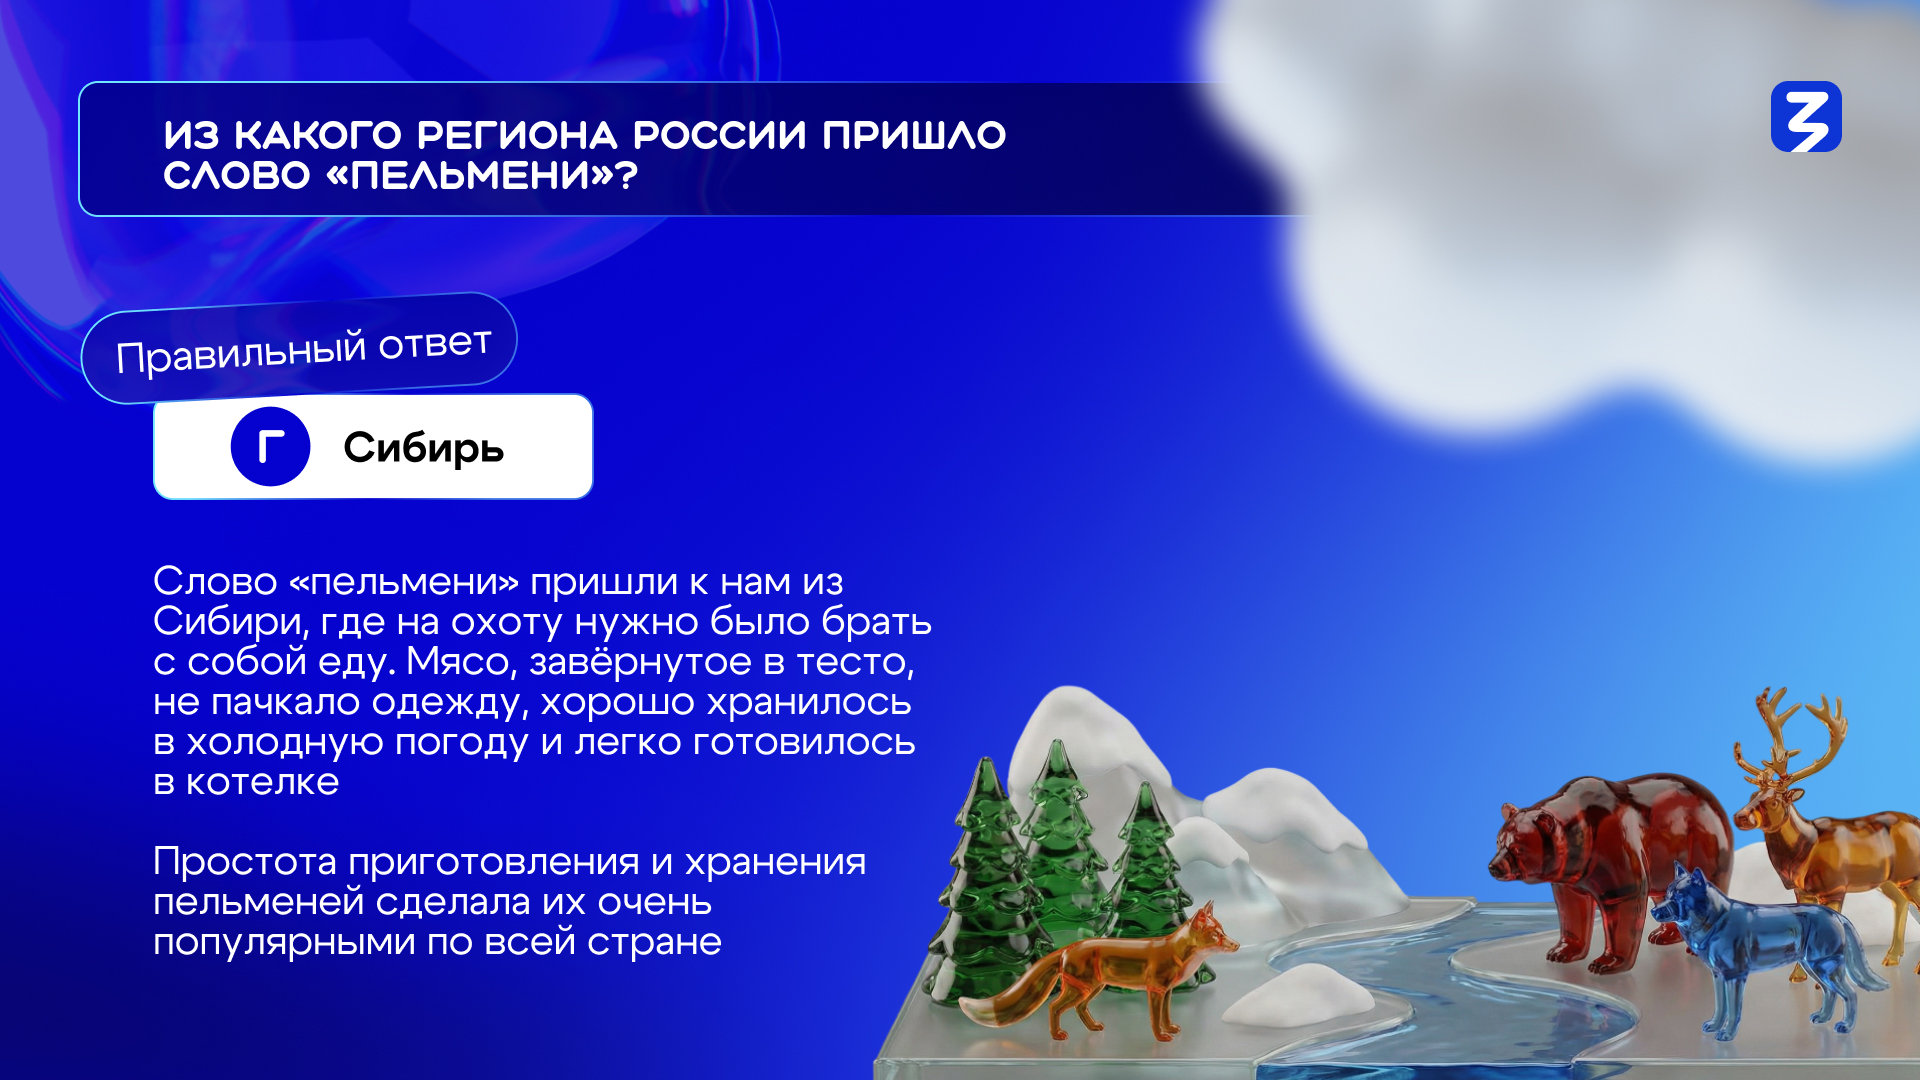 ИЗ КАКОГО РЕГИОНА РОССИИ ПРИШЛО
СЛОВО «ПЕЛЬМЕНИ»?
Правильный ответ
Г Сибирь
Слово «пельмени» пришли к нам из
Сибири, где на охоту нужно было брать
с собой еду. Мясо, завёрнутое в тесто,
не пачкало одежду, хорошо хранилось
в холодную погоду и легко готовилось
в котелке
Простота приготовления и хранения
пельменей сделала их очень
популярными по всей стране